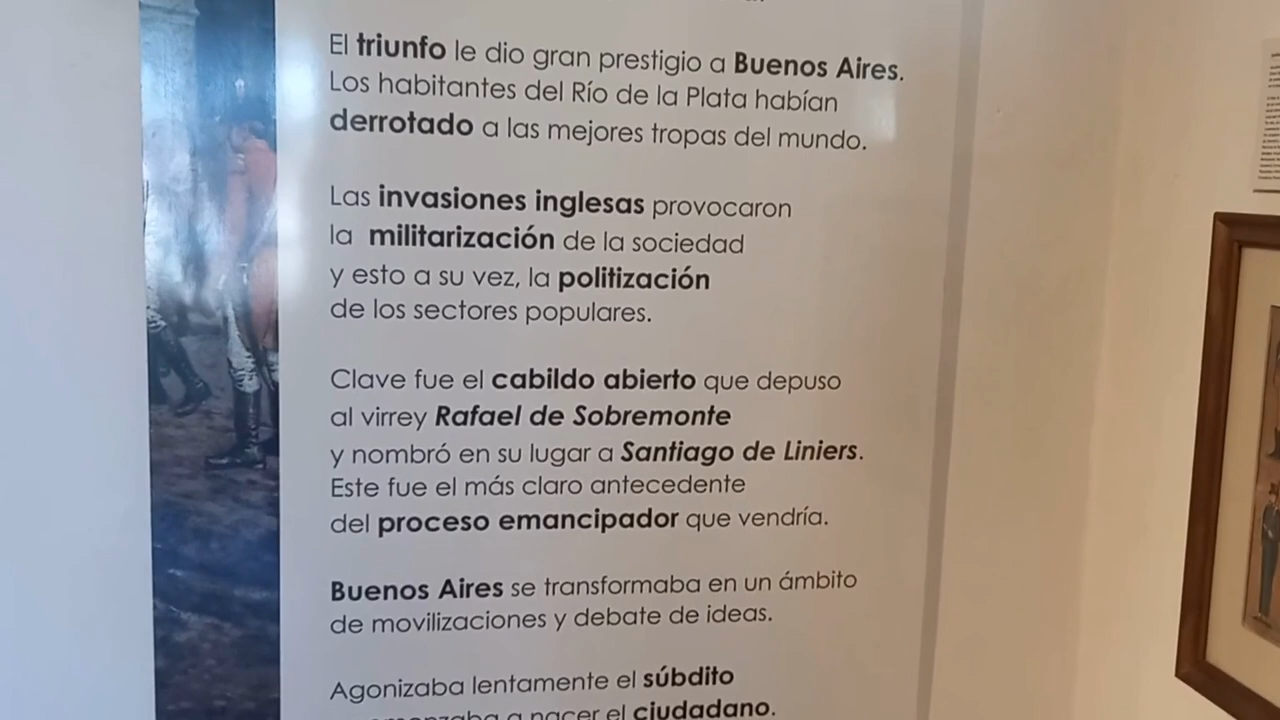 El triunfo le dio gran prestigio a Buenos Aires.
Los habitantes del Río de la Plata habían
derrotado a las mejores tropas del mundo.
Las invasiones inglesas provocaron
la militarización de la sociedad
y esto a su vez, la politización
de los sectores populares.
Clave fue el cabildo abierto que depuso
al virrey Rafael de Sobremonte
y nombró en su lugar a Santiago de Liniers.
Este fue el más claro antecedente
del proceso emancipador que vendría.
Buenos Aires se transformaba en un ámbito
de movilizaciones y debate de ideas.
Agonizaba lentamente el súbdito
a nacer el ciudadano.